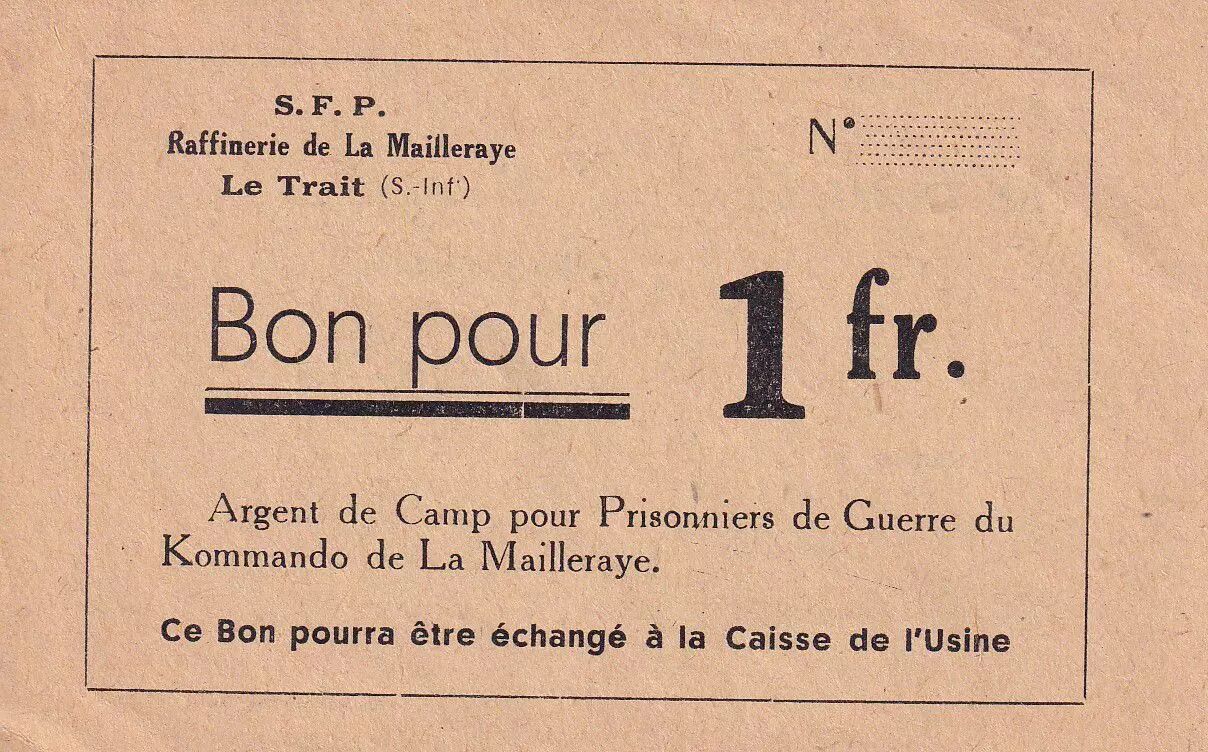 S. F. P.
Raffinerie de La Mailleraye
Le Trait (S.-Infʳ)
N°
Bon pour 1 fr.
Argent de Camp pour Prisonniers de Guerre du
Kommando de La Mailleraye.
Ce Bon pourra être échangé à la Caisse de l'Usine